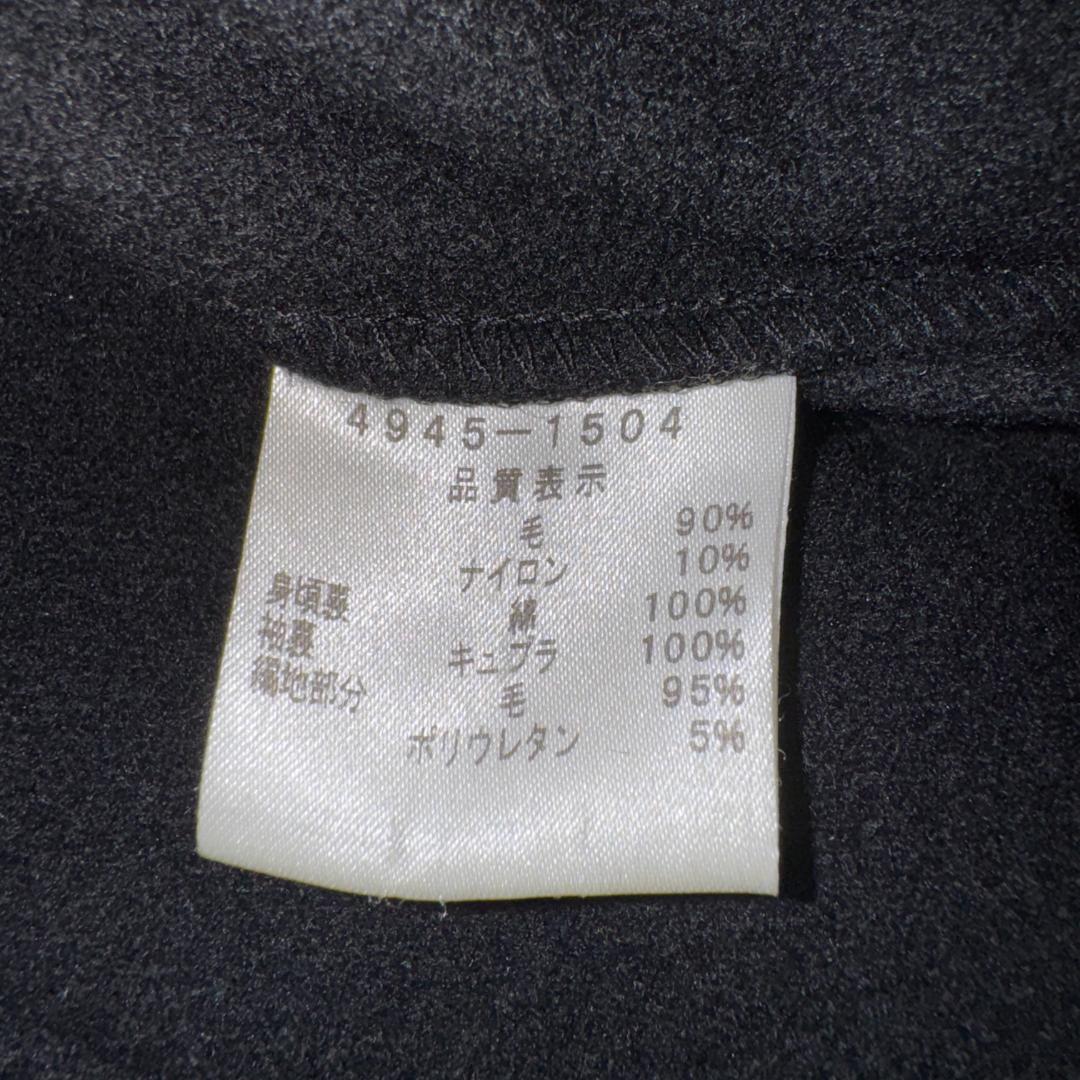 4945-1504
品質表示
毛 90%
ナイロン 10%
身頃裏 綿 100%
袖裏 キュプラ 100%
編地部分 毛 95%
ポリウレタン 5%